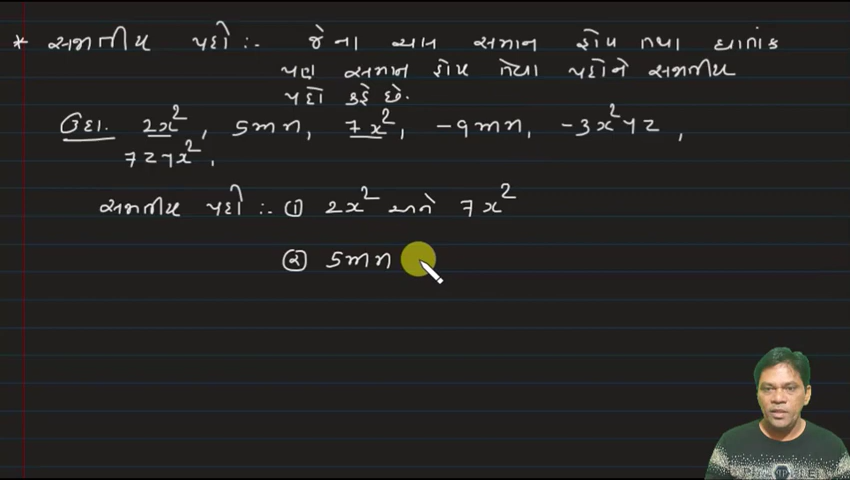 * સજાતીય પદો :- જેના ચલ સમાન હોય તથા ઘાતાંક
પણ સમાન હોય તેવા પદોને સજાતીય
પદો કહે છે.
ઉદા. 2x², 5mn, 7x², -9mn, -3x²yz,
7zyx²,
સજાતીય પદો :- ① 2x² અને 7x²
② 5mn